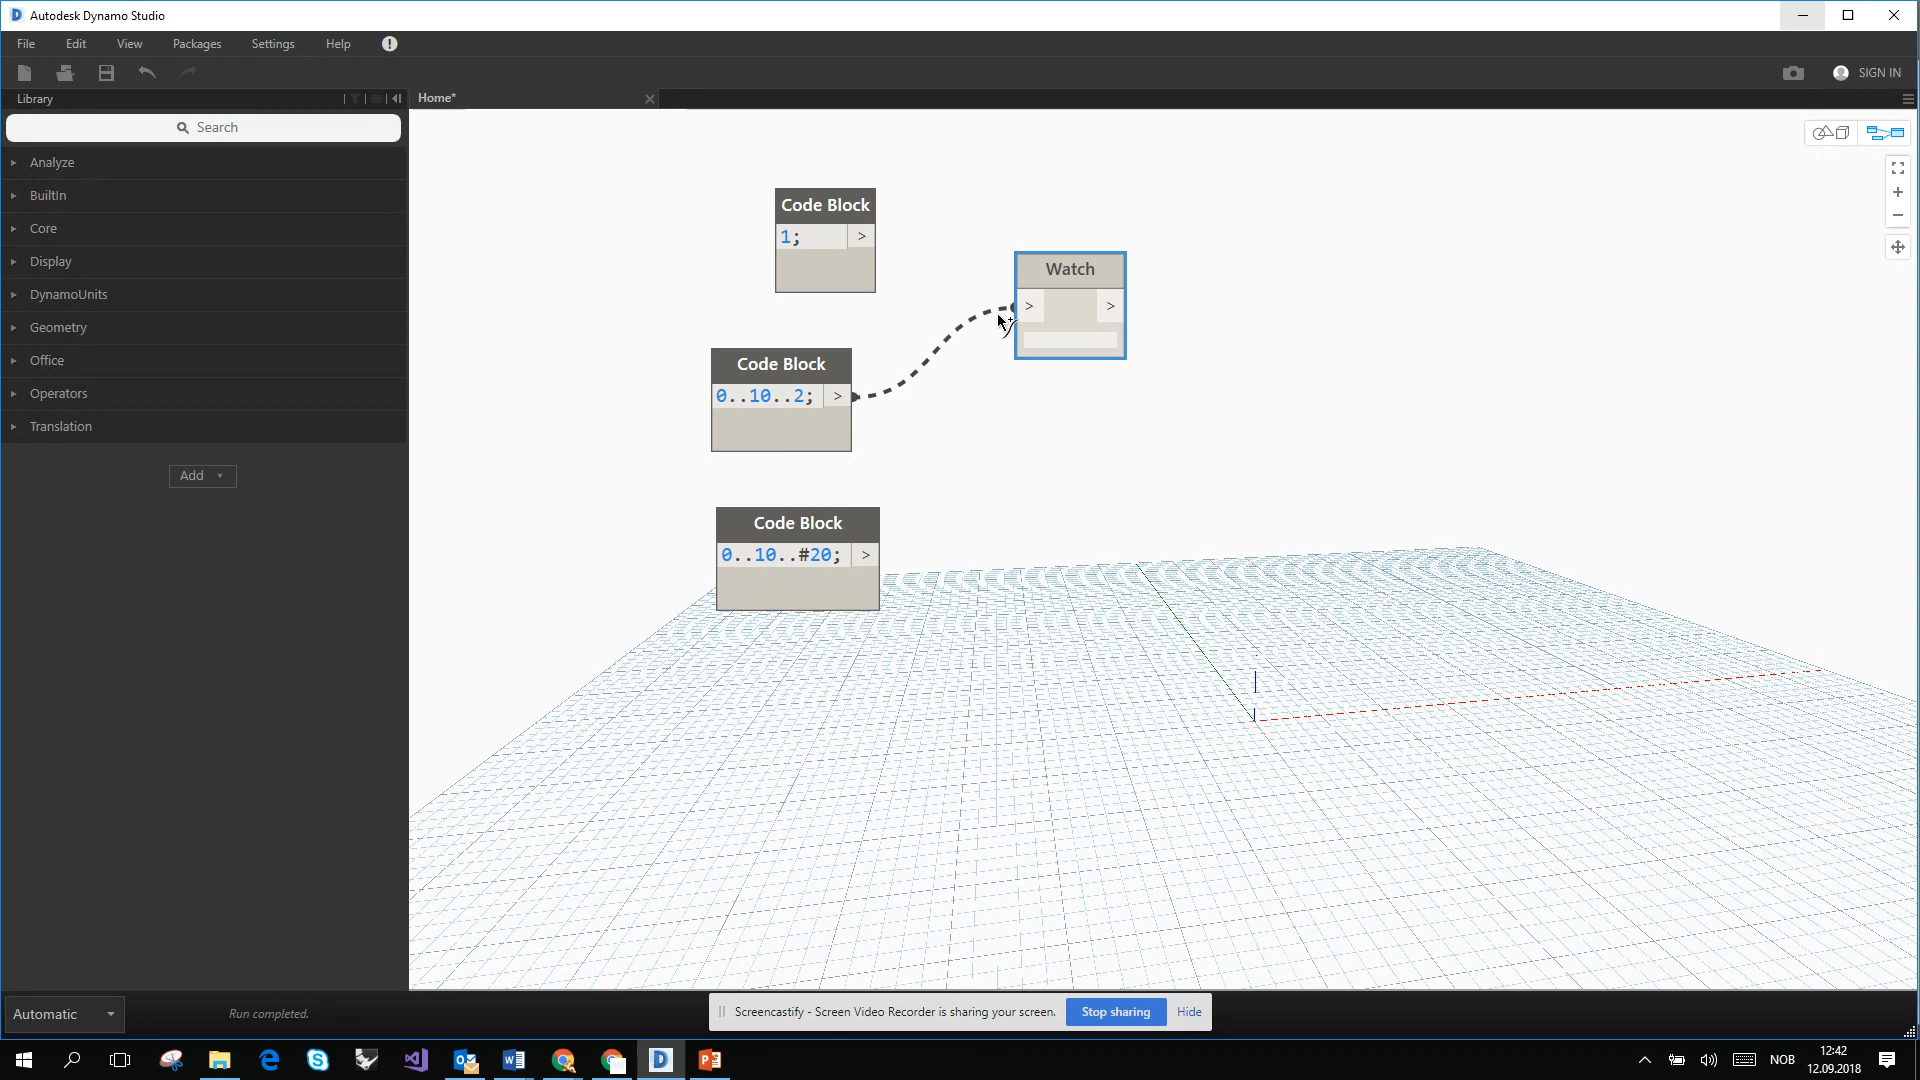 Autodesk Dynamo Studio
File Edit View Packages Settings Help
SIGN IN
Library
Home*
Search
Analyze
BuiltIn
Core
Display
DynamoUnits
Geometry
Office
Operators
Translation
Add
Code Block
1; >
Watch
> >
Code Block
0..10..2; >
Code Block
0..10..#20; >
Automatic
Run completed.
Screencastify - Screen Video Recorder is sharing your screen. Stop sharing Hide
NOB
12:42
12.09.2018